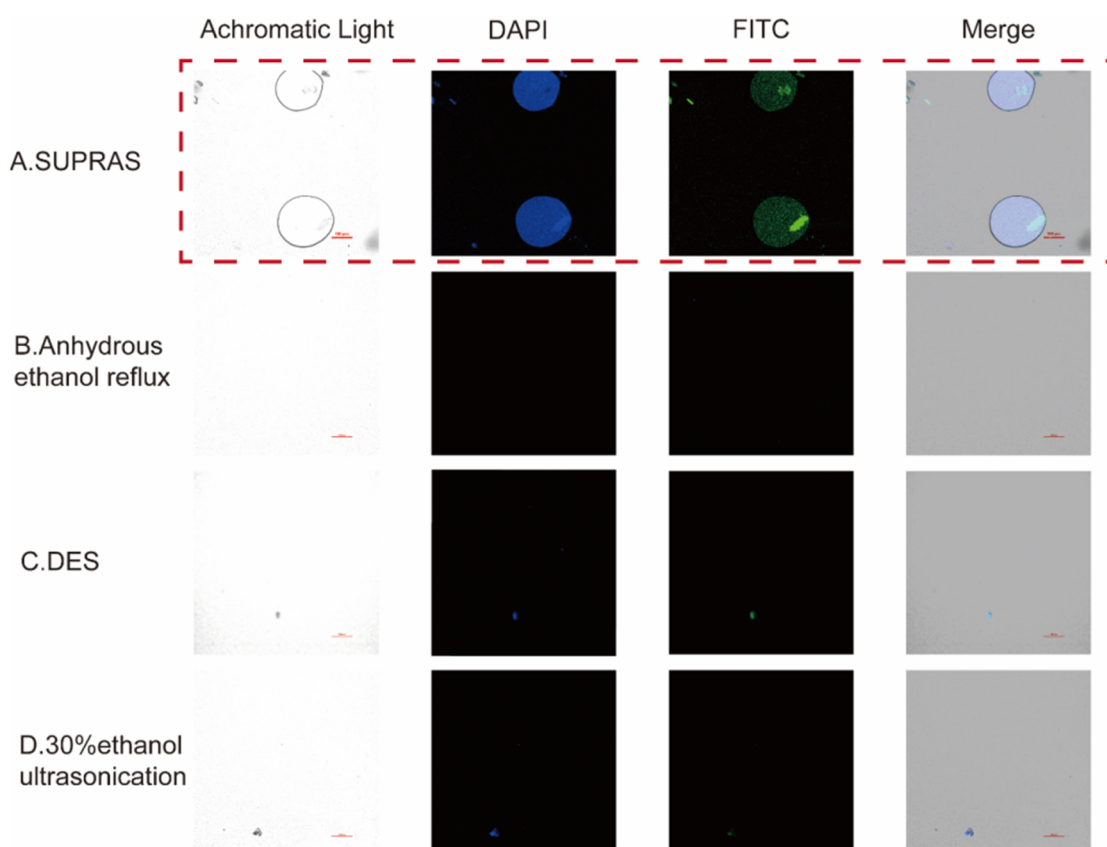 Achromatic Light DAPI FITC Merge
A.SUPRAS
B.Anhydrous
ethanol reflux
C.DES
D.30%ethanol
ultrasonication